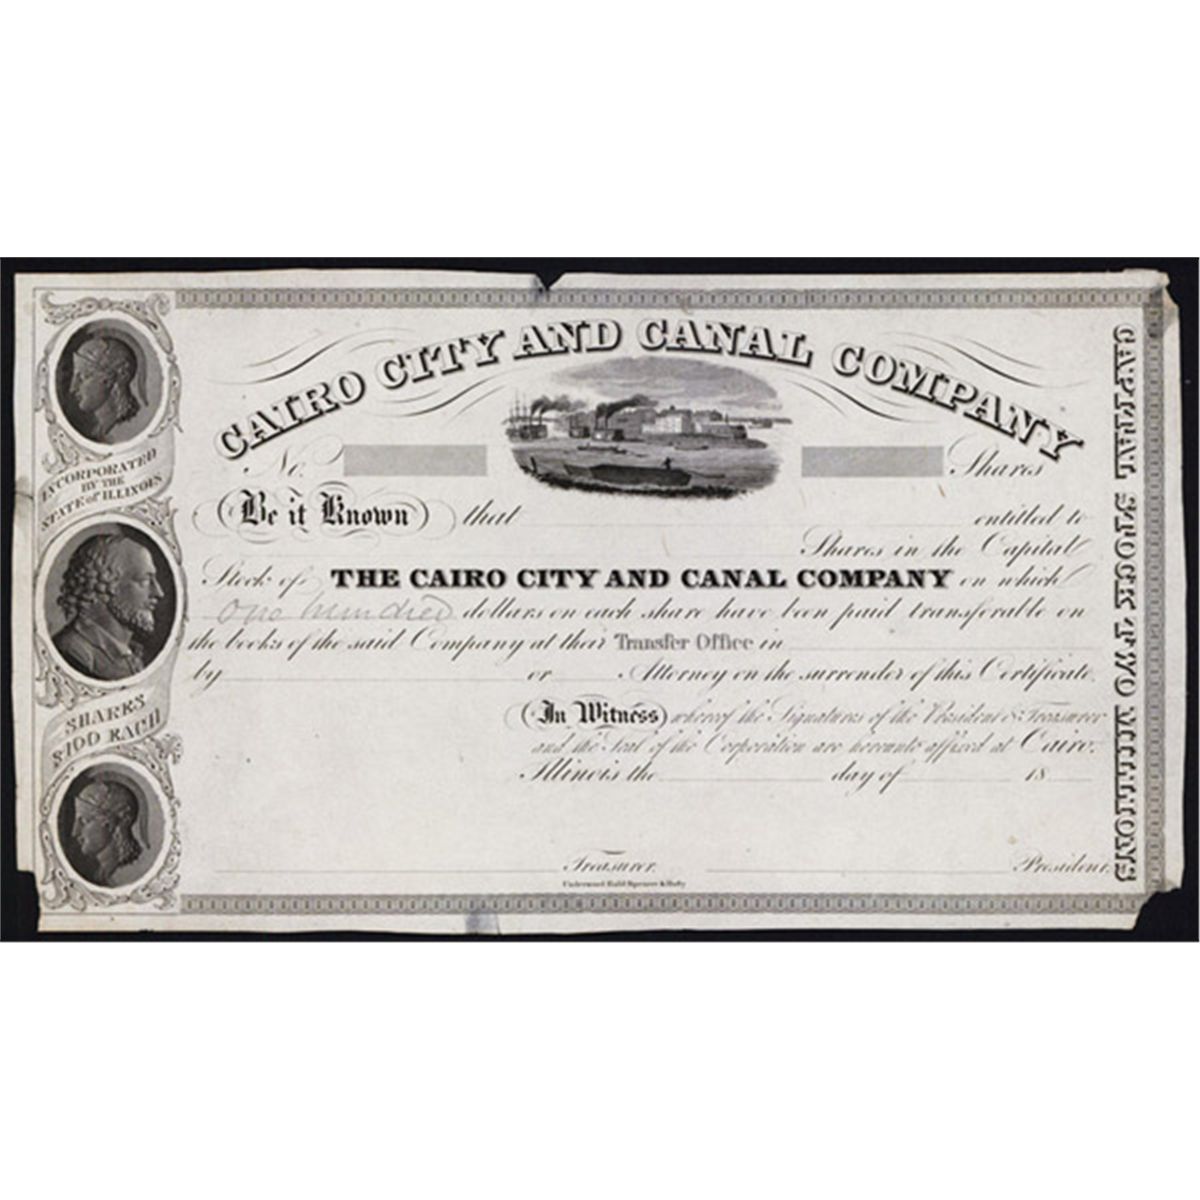 CAIRO CITY AND CANAL COMPANY
No. Shares
INCORPORATED
BY THE
STATE of ILLINOIS
Be it Known that entitled to
Shares in the Capital
Stock of THE CAIRO CITY AND CANAL COMPANY on which
One hundred dollars on each share have been paid transferable on
the books of the said Company at their Transfer Office in
by or Attorney on the surrender of this Certificate.
SHARES
$100 EACH
In Witness whereof the Signatures of the President & Treasurer
and the Seal of the Corporation are hereunto affixed at Cairo.
Illinois the day of 18
Treasurer. President.
Underwood Bald Spencer & Hufty
CAPITAL STOCK TWO MILLIONS